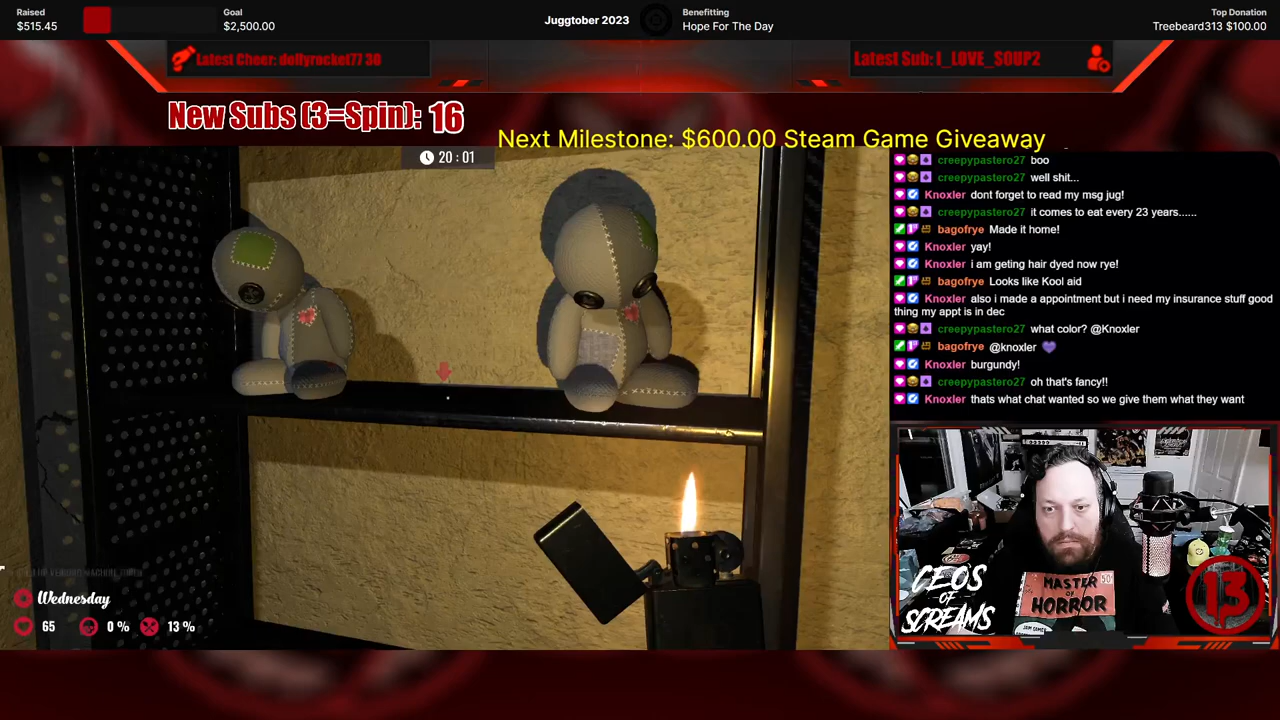 Raised
$515.45
Goal
$2,500.00
Juggtober 2023
Benefitting
Hope For The Day
Top Donation
Treebeard313 $100.00
Latest Cheer: dollyrocket77 30
Latest Sub: I_LOVE_SOUP2
New Subs (3=Spin): 16
Next Milestone: $600.00 Steam Game Giveaway
20 : 01
creepypastero27 boo
creepypastero27 well shit...
Knoxler dont forget to read my msg jug!
creepypastero27 it comes to eat every 23 years......
bagofrye Made it home!
Knoxler yay!
Knoxler i am geting hair dyed now rye!
bagofrye Looks like Kool aid
Knoxler also i made a appointment but i need my insurance stuff good
thing my appt is in dec
creepypastero27 what color? @Knoxler
bagofrye @knoxler
Knoxler burgundy!
creepypastero27 oh that's fancy!!
Knoxler thats what chat wanted so we give them what they want
Wednesday
65
0 %
13 %
CEOS
OF
SCREAMS
MASTER
OF
HORROR
13